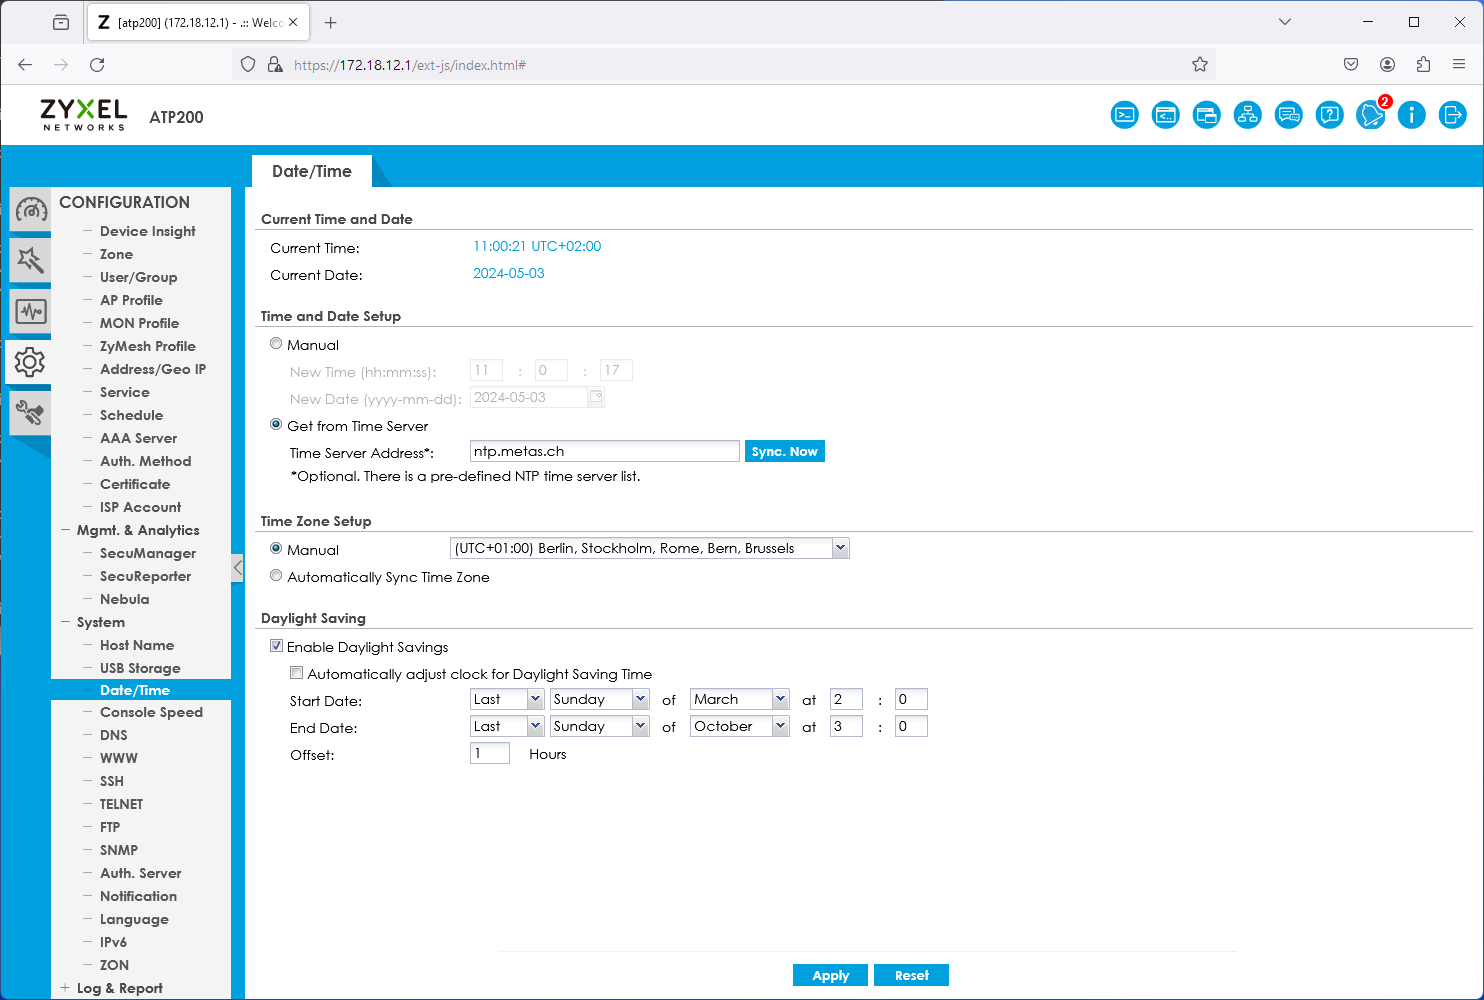 Z [atp200] (172.18.12.1) - .:: Welco
https://172.18.12.1/ext-js/index.html#
ZYXEL
NETWORKS
ATP200
2
Date/Time
CONFIGURATION
Device Insight
Zone
User/Group
AP Profile
MON Profile
ZyMesh Profile
Address/Geo IP
Service
Schedule
AAA Server
Auth. Method
Certificate
ISP Account
Mgmt. & Analytics
SecuManager
SecuReporter
Nebula
System
Host Name
USB Storage
Date/Time
Console Speed
DNS
WWW
SSH
TELNET
FTP
SNMP
Auth. Server
Notification
Language
IPv6
ZON
Log & Report
Current Time and Date
Current Time: 11:00:21 UTC+02:00
Current Date: 2024-05-03
Time and Date Setup
Manual
New Time (hh:mm:ss): 11 : 0 : 17
New Date (yyyy-mm-dd): 2024-05-03
Get from Time Server
Time Server Address*: ntp.metas.ch Sync. Now
*Optional. There is a pre-defined NTP time server list.
Time Zone Setup
Manual (UTC+01:00) Berlin, Stockholm, Rome, Bern, Brussels
Automatically Sync Time Zone
Daylight Saving
Enable Daylight Savings
Automatically adjust clock for Daylight Saving Time
Start Date: Last Sunday of March at 2 : 0
End Date: Last Sunday of October at 3 : 0
Offset: 1 Hours
Apply Reset